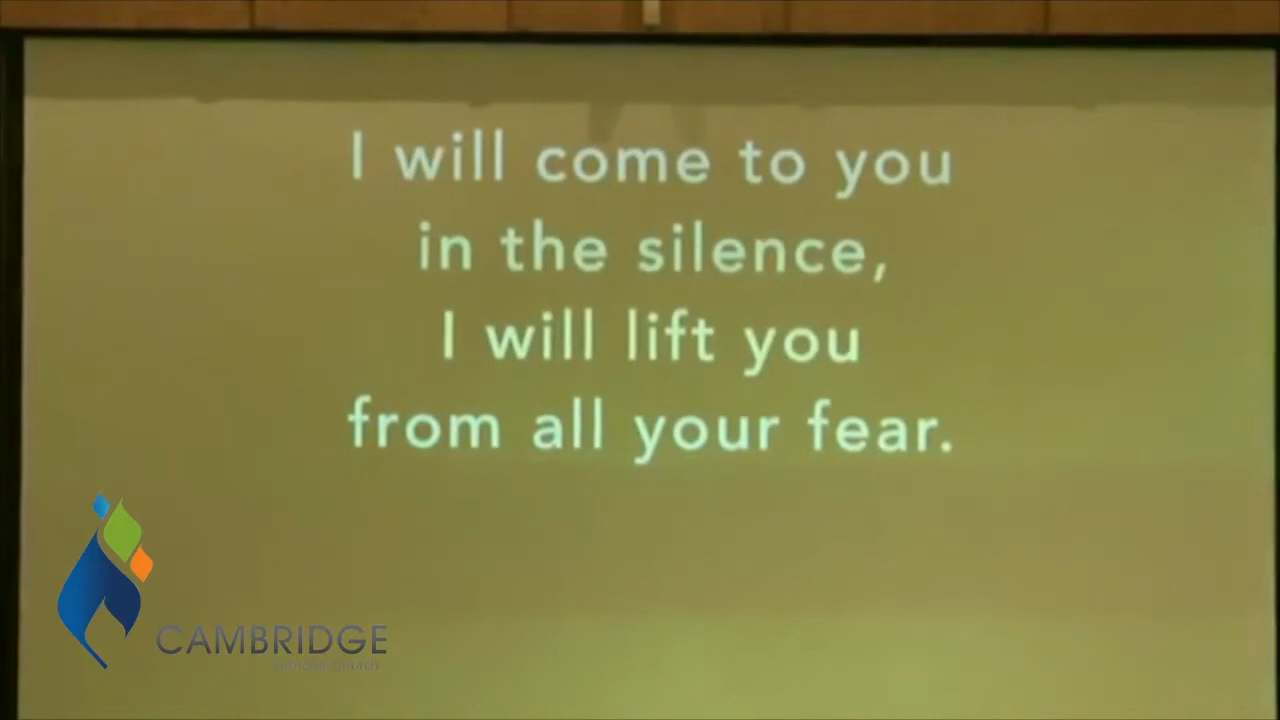 I will come to you
in the silence,
I will lift you
from all your fear.
CAMBRIDGE